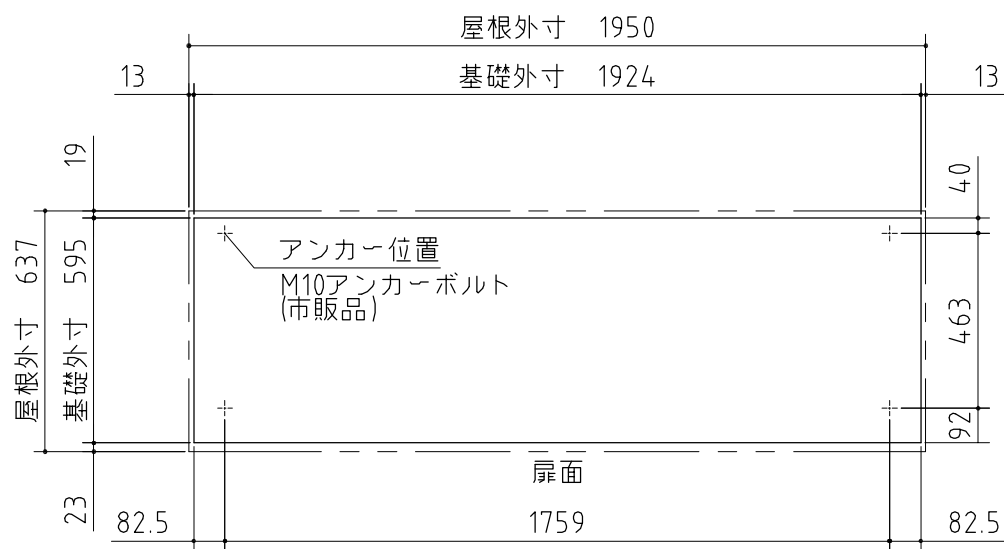 屋根外寸 1950
13
基礎外寸 1924
13
19
40
屋根外寸 637
基礎外寸 595
アンカー位置
M10アンカーボルト
(市販品)
463
92
扉面
23
82.5
1759
82.5